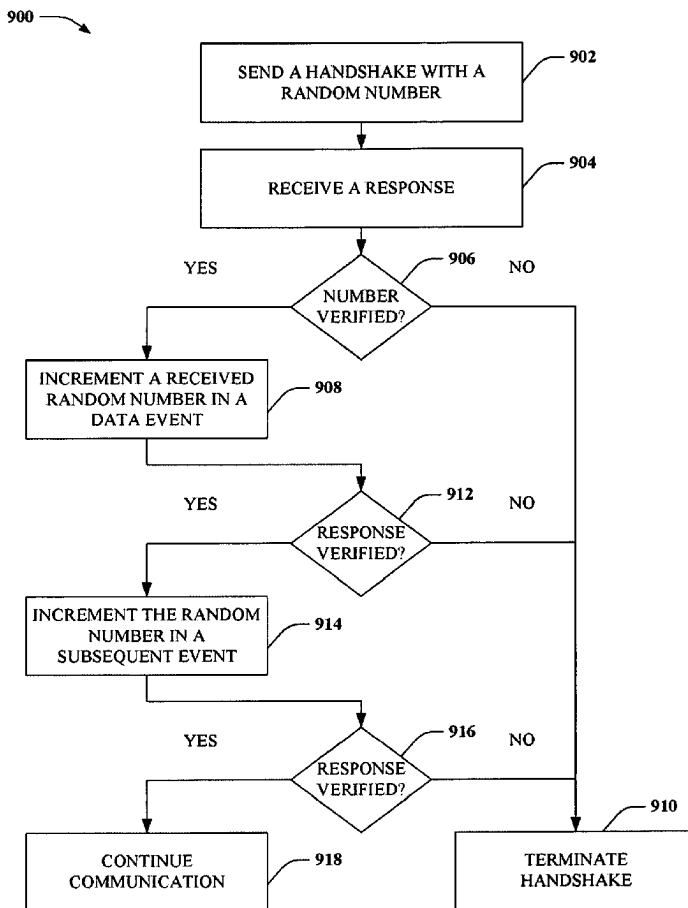 900
SEND A HANDSHAKE WITH A
RANDOM NUMBER
902
RECEIVE A RESPONSE
904
906
YES
NO
NUMBER
VERIFIED?
INCREMENT A RECEIVED
RANDOM NUMBER IN A
DATA EVENT
908
912
YES
NO
RESPONSE
VERIFIED?
INCREMENT THE RANDOM
NUMBER IN A
SUBSEQUENT EVENT
914
916
YES
NO
RESPONSE
VERIFIED?
910
CONTINUE
COMMUNICATION
918
TERMINATE
HANDSHAKE